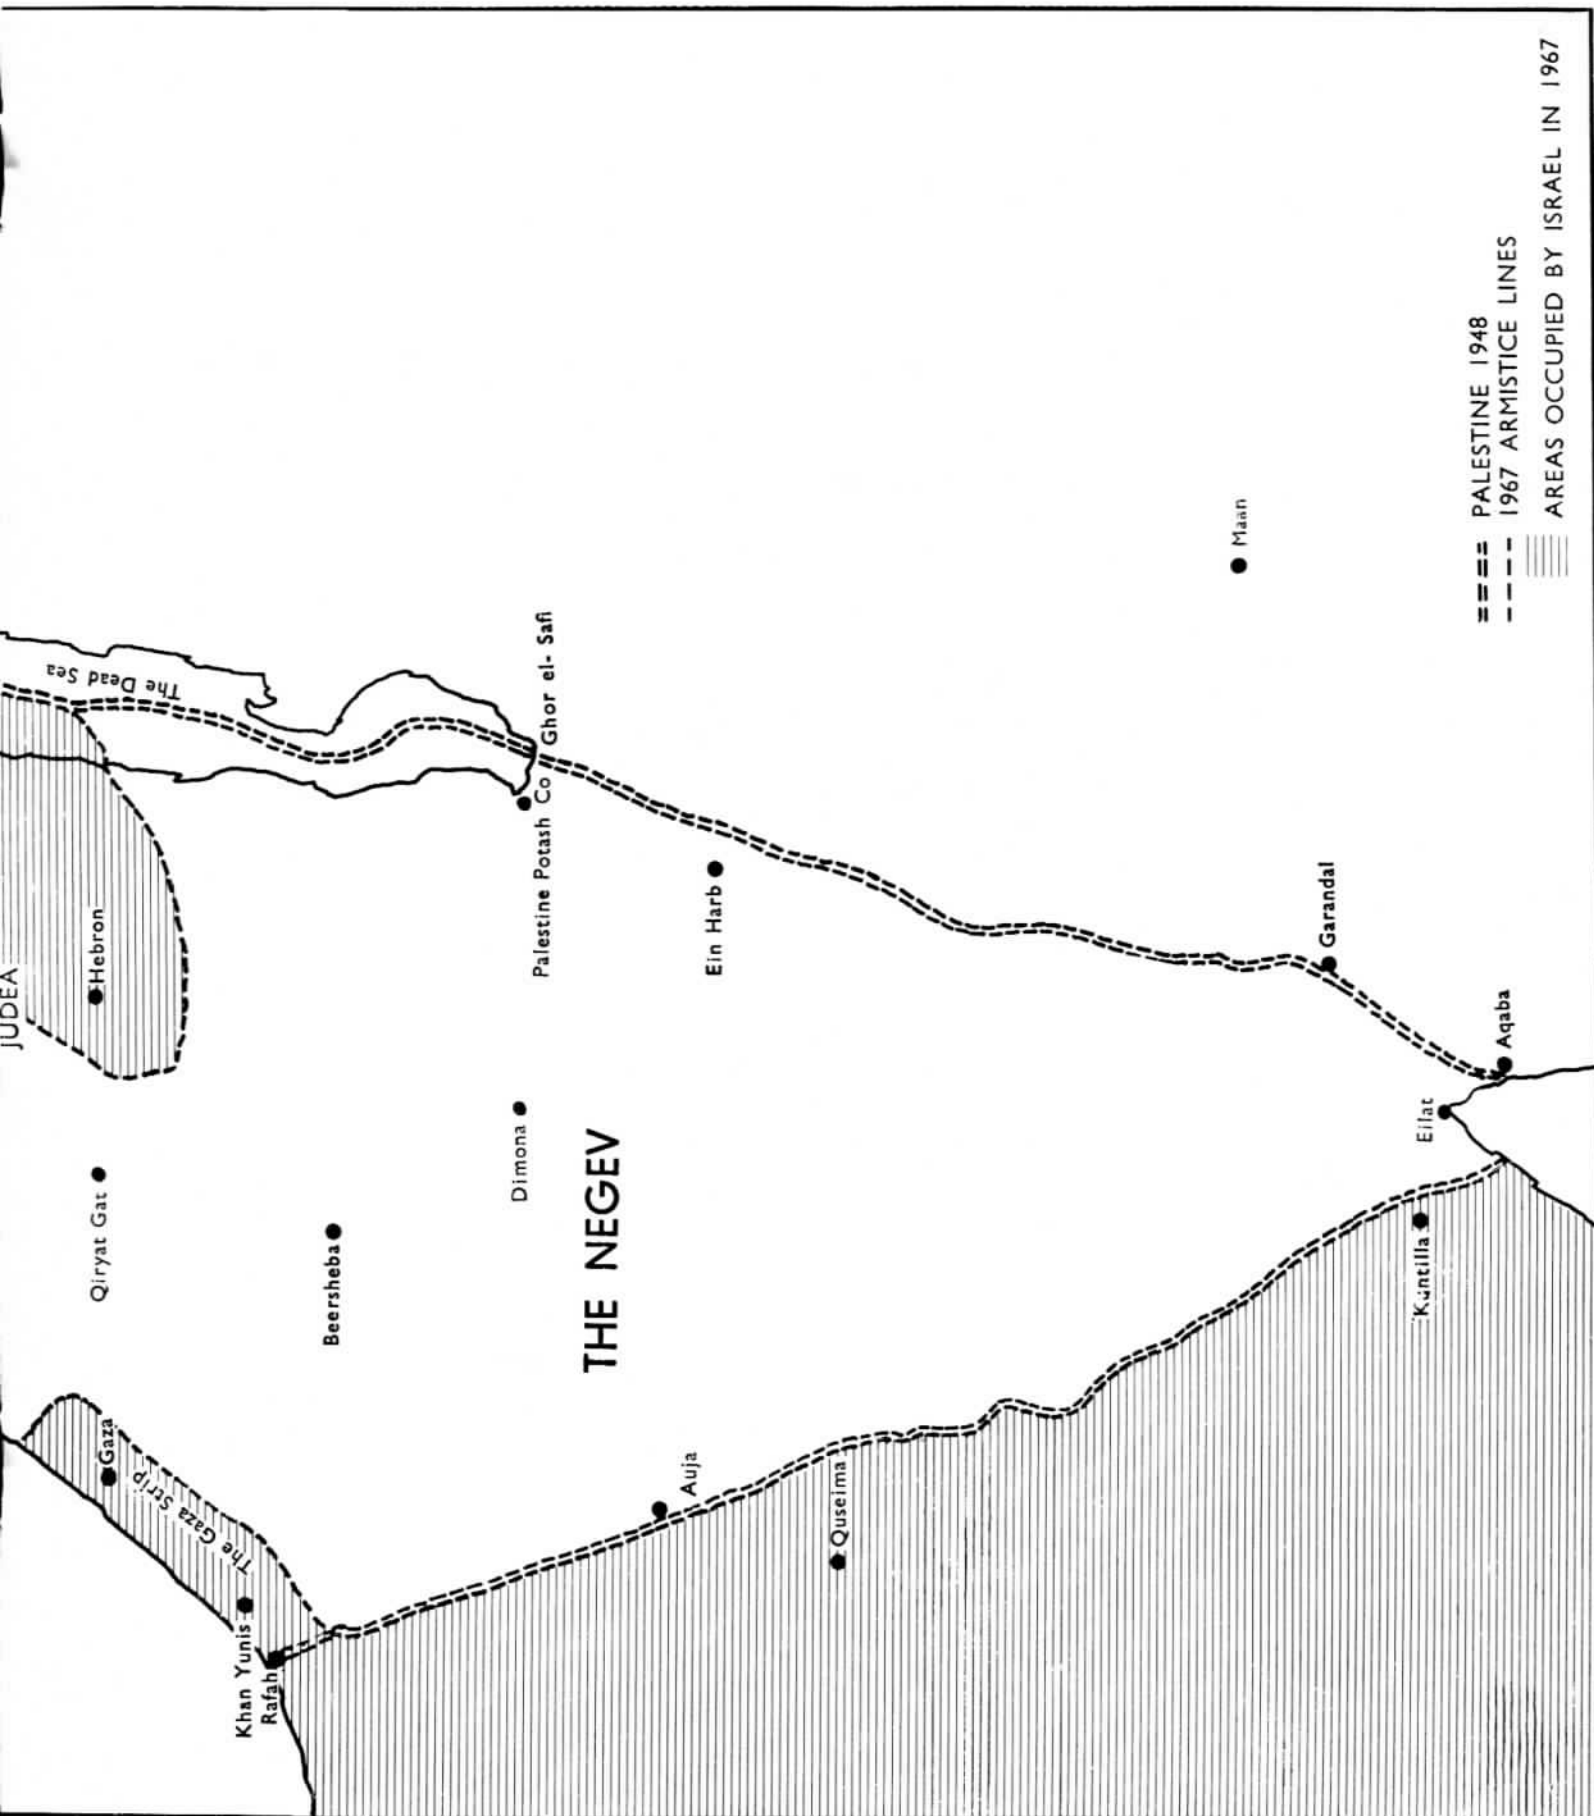 JUDEA
Hebron
The Dead Sea
Qiryat Gat
Gaza
The Gaza Strip
Khan Yunis
Rafah
Beersheba
Dimona
THE NEGEV
Palestine Potash Co
Ghor el- Safi
Ein Harb
Auja
Quseima
Maan
Garandal
Kuntilla
Eilat
Aqaba
PALESTINE 1948
1967 ARMISTICE LINES
AREAS OCCUPIED BY ISRAEL IN 1967